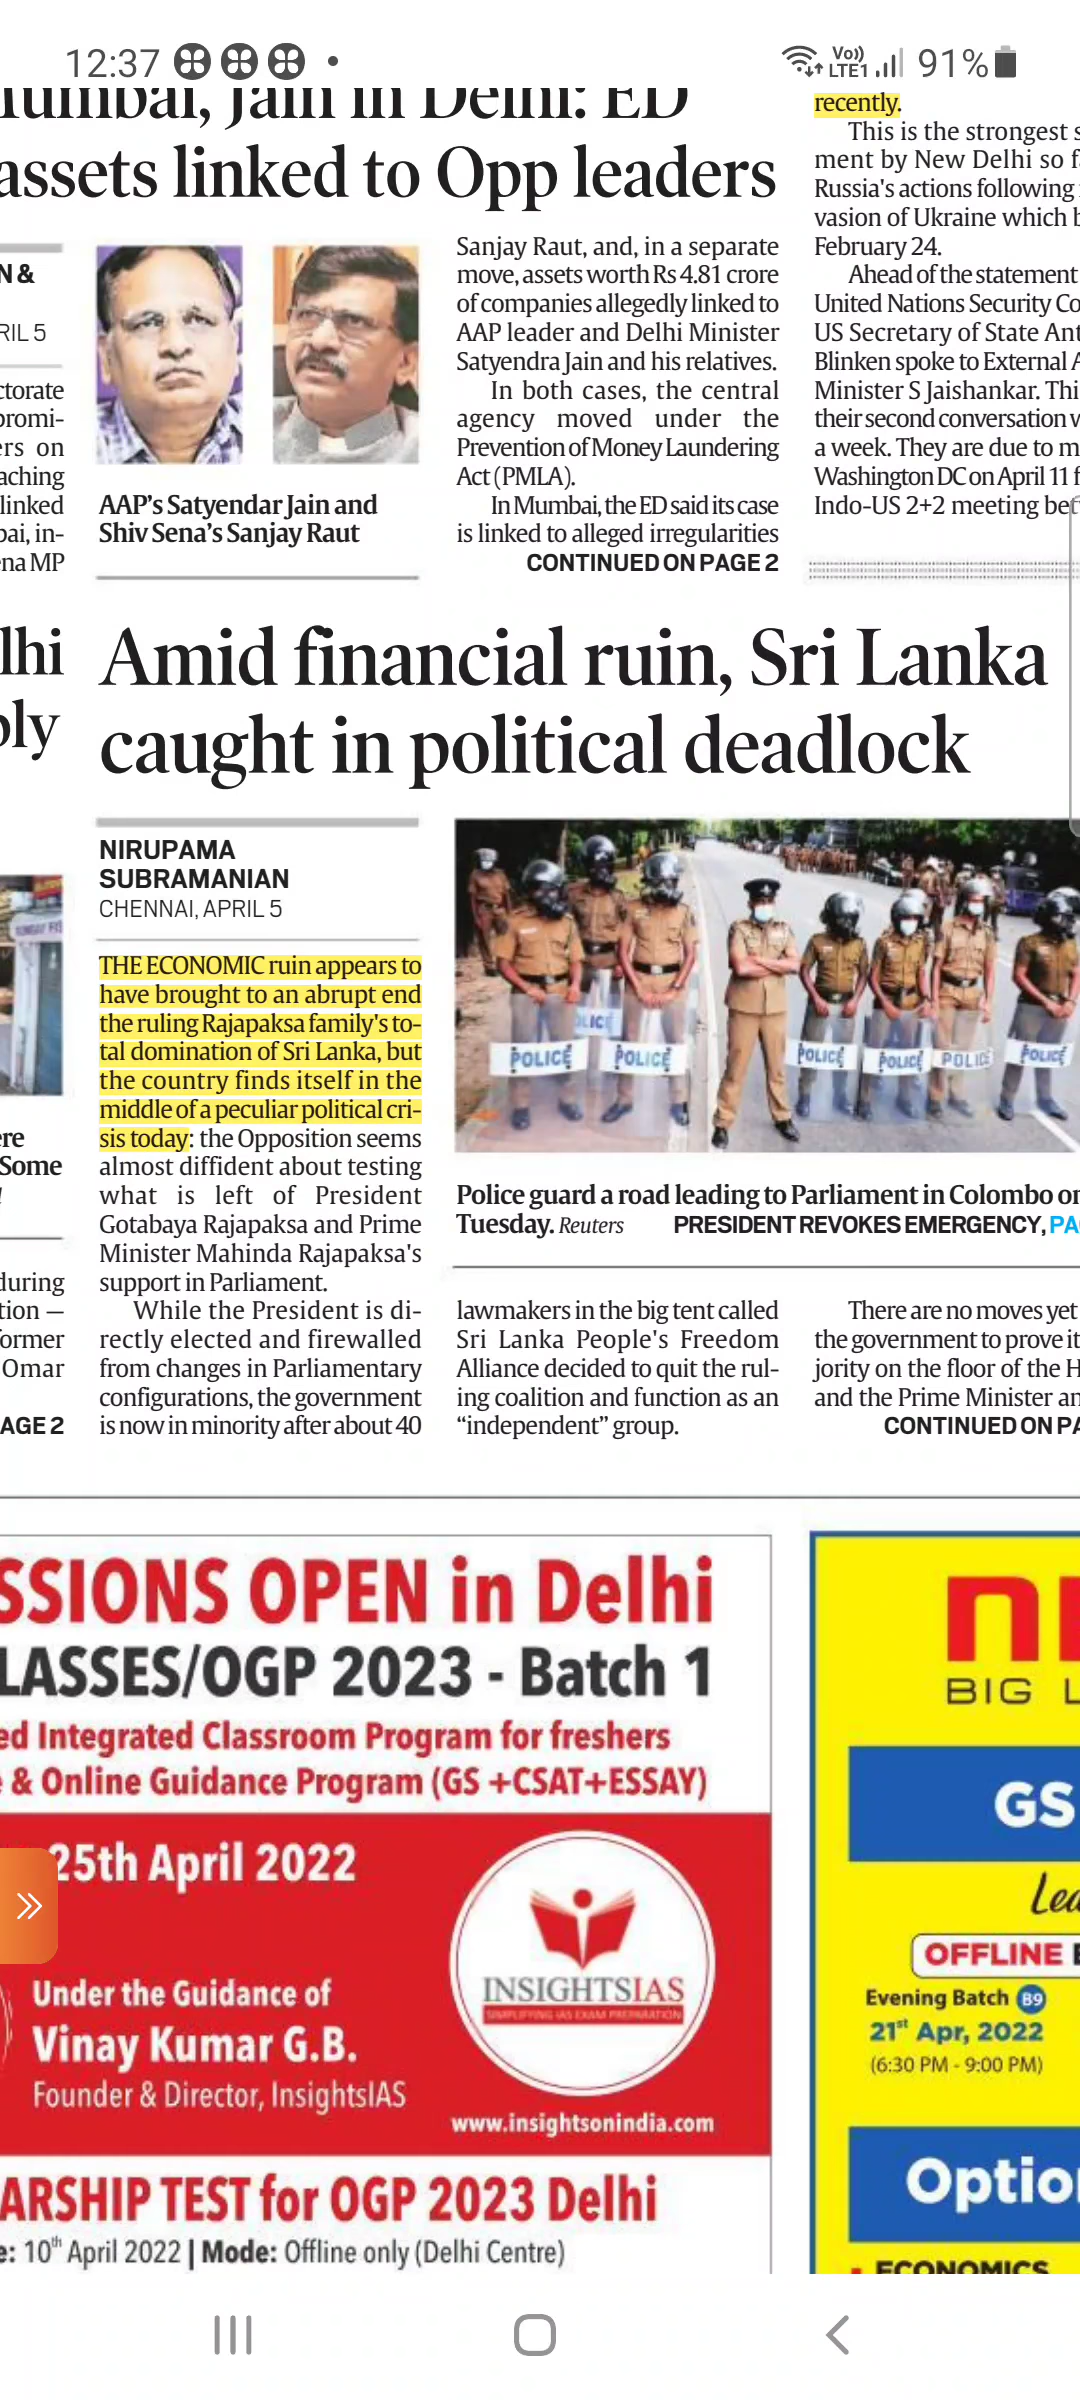 12:37
Vo)) LTE1 91%
Mumbai, Jain in Delhi: ED
assets linked to Opp leaders
N &
RIL 5
ctorate
promi-
ers on
aching
linked
bai, in-
ena MP
AAP's Satyendar Jain and
Shiv Sena's Sanjay Raut
Sanjay Raut, and, in a separate
move, assets worth Rs 4.81 crore
of companies allegedly linked to
AAP leader and Delhi Minister
Satyendra Jain and his relatives.
In both cases, the central
agency moved under the
Prevention of Money Laundering
Act (PMLA).
In Mumbai, the ED said its case
is linked to alleged irregularities
CONTINUED ON PAGE 2
recently.
This is the strongest s
ment by New Delhi so f
Russia's actions following
vasion of Ukraine which b
February 24.
Ahead of the statement
United Nations Security Co
US Secretary of State Ant
Blinken spoke to External A
Minister S Jaishankar. Thi
their second conversation w
a week. They are due to m
Washington DC on April 11 f
Indo-US 2+2 meeting bet
lhi
ply
Amid financial ruin, Sri Lanka
caught in political deadlock
ere
Some
during
tion —
former
Omar
AGE 2
NIRUPAMA
SUBRAMANIAN
CHENNAI, APRIL 5
THE ECONOMIC ruin appears to
have brought to an abrupt end
the ruling Rajapaksa family's to-
tal domination of Sri Lanka, but
the country finds itself in the
middle of a peculiar political cri-
sis today: the Opposition seems
almost diffident about testing
what is left of President
Gotabaya Rajapaksa and Prime
Minister Mahinda Rajapaksa's
support in Parliament.
While the President is di-
rectly elected and firewalled
from changes in Parliamentary
configurations, the government
is now in minority after about 40
POLICE POLICE POLICE POLICE POLICE POLICE
Police guard a road leading to Parliament in Colombo on
Tuesday. Reuters PRESIDENT REVOKES EMERGENCY, PA
lawmakers in the big tent called
Sri Lanka People's Freedom
Alliance decided to quit the rul-
ing coalition and function as an
"independent" group.
There are no moves yet
the government to prove it
jority on the floor of the H
and the Prime Minister an
CONTINUED ON PA
SSIONS OPEN in Delhi
LASSES/OGP 2023 - Batch 1
ed Integrated Classroom Program for freshers
& Online Guidance Program (GS +CSAT+ESSAY)
25th April 2022
Under the Guidance of
Vinay Kumar G.B.
Founder & Director, InsightsIAS
INSIGHTSIAS
SIMPLIFYING IAS EXAM PREPARATION
www.insightsonindia.com
ARSHIP TEST for OGP 2023 Delhi
e: 10th April 2022 | Mode: Offline only (Delhi Centre)
BIG L
GS
Lea
OFFLINE
Evening Batch B9
21st Apr, 2022
(6:30 PM - 9:00 PM)
Optio
ECONOMICS